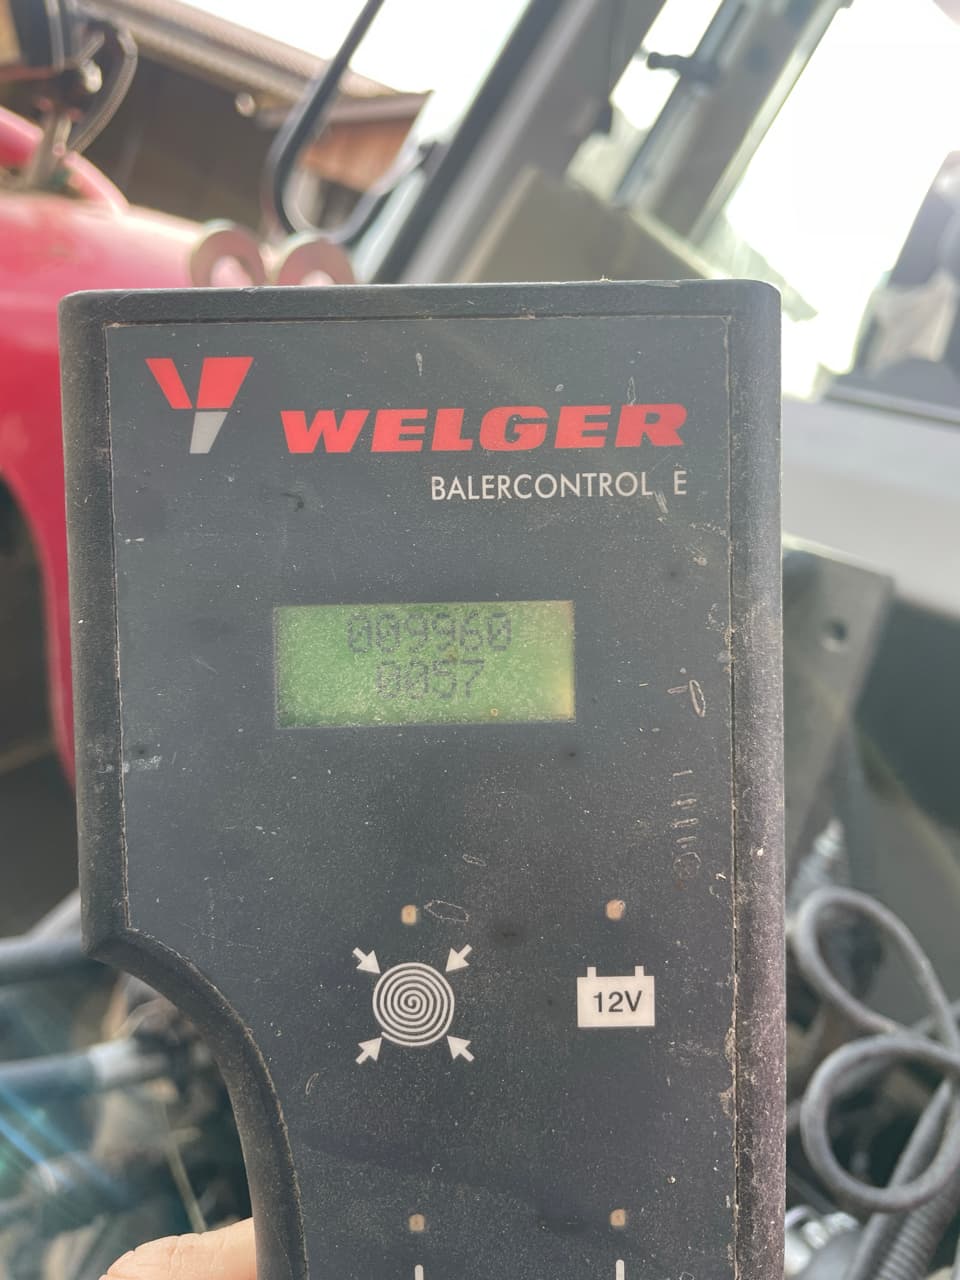 WELGER
BALERCONTROL E
009960
0057
12V